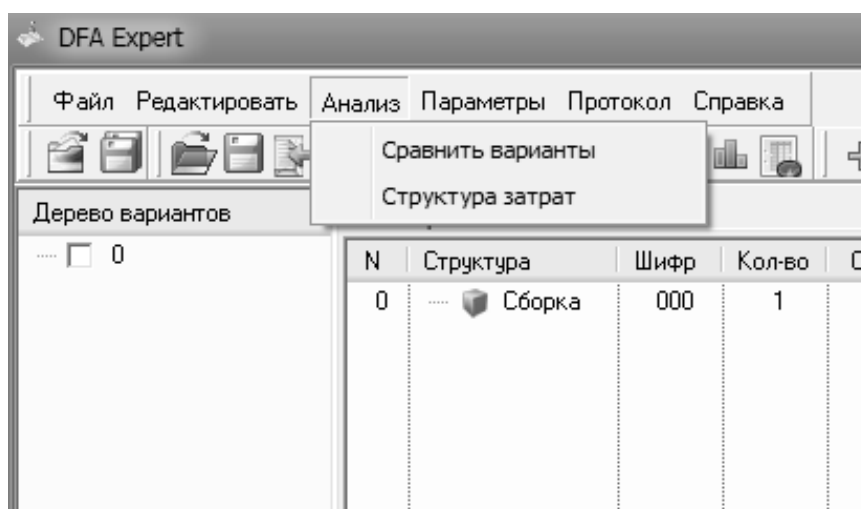 DFA Expert
Файл Редактировать Анализ Параметры Протокол Справка
Сравнить варианты
Структура затрат
Дерево вариантов
0
N Структура Шифр Кол-во
0 Сборка 000 1